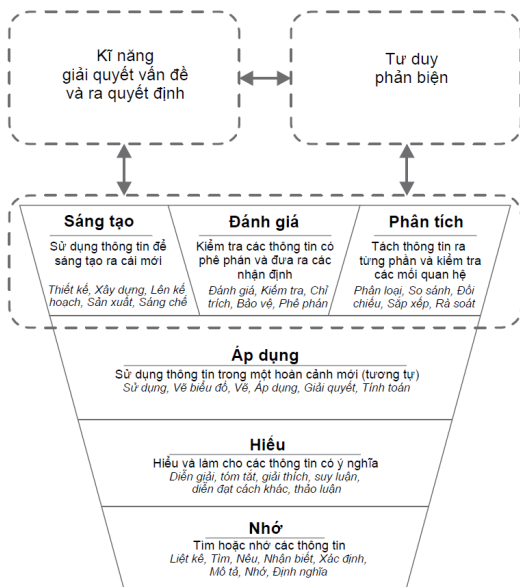 Kĩ năng
giải quyết vấn đề
và ra quyết định
Tư duy
phản biện
Sáng tạo
Sử dụng thông tin để
sáng tạo ra cái mới
Thiết kế, Xây dựng, Lên kế
hoạch, Sản xuất, Sáng chế
Đánh giá
Kiểm tra các thông tin có
phê phán và đưa ra các
nhận định
Đánh giá, Kiểm tra, Chỉ
trích, Bảo vệ, Phê phán
Phân tích
Tách thông tin ra
từng phần và kiểm tra
các mối quan hệ
Phân loại, So sánh, Đối
chiếu, Sắp xếp, Rà soát
Áp dụng
Sử dụng thông tin trong một hoàn cảnh mới (tương tự)
Sử dụng, Vẽ biểu đồ, Vẽ, Áp dụng, Giải quyết, Tính toán
Hiểu
Hiểu và làm cho các thông tin có ý nghĩa
Diễn giải, tóm tắt, giải thích, suy luận,
diễn đạt cách khác, thảo luận
Nhớ
Tìm hoặc nhớ các thông tin
Liệt kê, Tìm, Nêu, Nhận biết, Xác định,
Mô tả, Nhớ, Định nghĩa